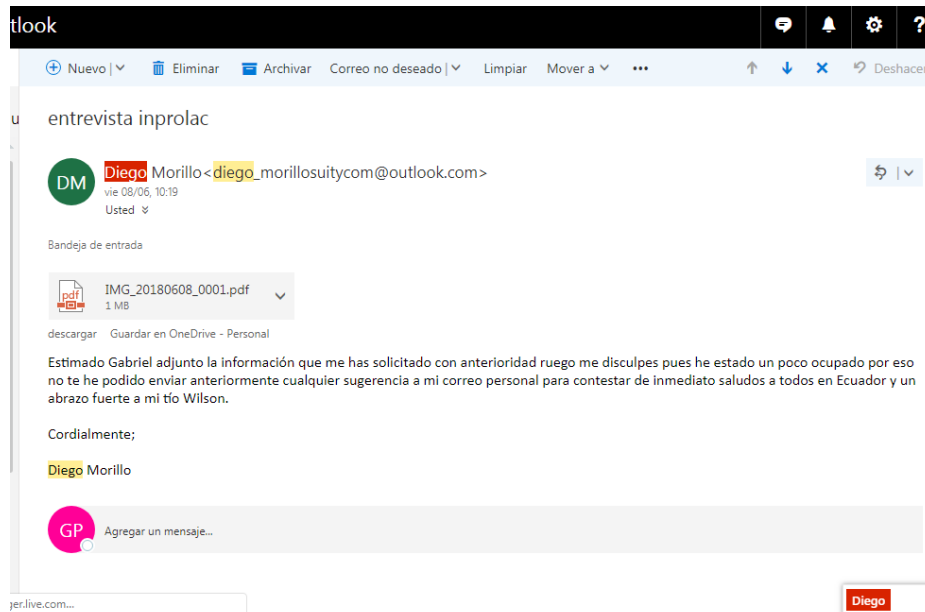 tlook
?
Nuevo | Eliminar Archivar Correo no deseado | Limpiar Mover a ••• Deshacer
u
entrevista inprolac
DM
Diego Morillo<diego_morillosuitycom@outlook.com>
vie 08/06, 10:19
Usted
Bandeja de entrada
pdf
IMG_20180608_0001.pdf
1 MB
descargar Guardar en OneDrive - Personal
Estimado Gabriel adjunto la información que me has solicitado con anterioridad ruego me disculpes pues he estado un poco ocupado por eso
no te he podido enviar anteriormente cualquier sugerencia a mi correo personal para contestar de inmediato saludos a todos en Ecuador y un
abrazo fuerte a mi tío Wilson.
Cordialmente;
Diego Morillo
GP
Agregar un mensaje...
ger.live.com...
Diego